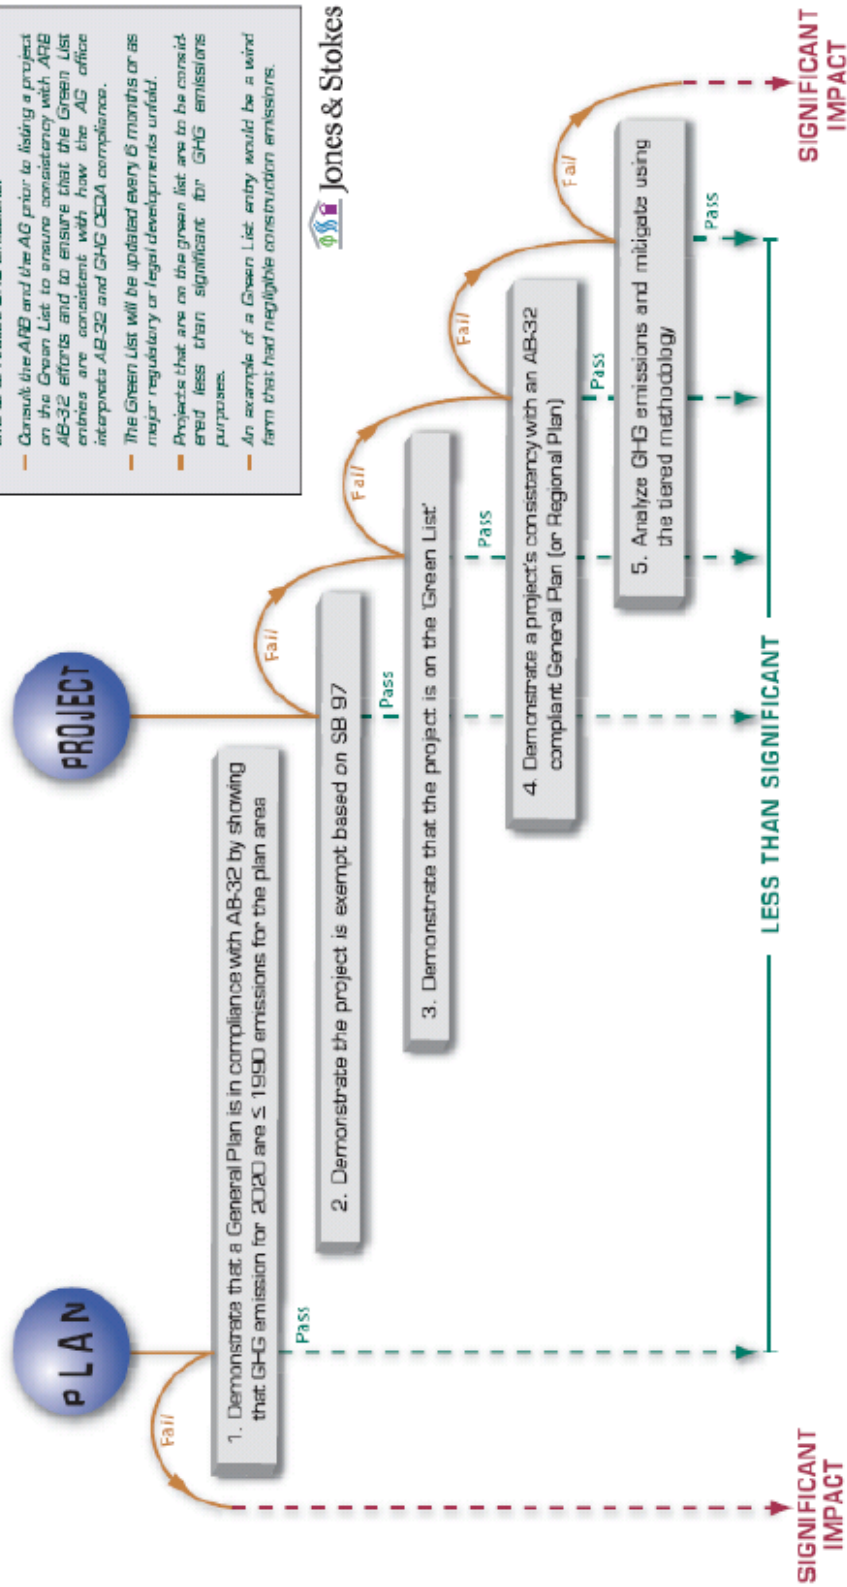 PLAN
PROJECT
Fail
1. Demonstrate that a General Plan is in compliance with AB-32 by showing
that GHG emission for 2020 are ≤ 1990 emissions for the plan area
Pass
Fail
2. Demonstrate the project is exempt based on SB 97
Pass
Fail
3. Demonstrate that the project is on the 'Green List'
Pass
Fail
4. Demonstrate a project's consistency with an AB-32
compliant General Plan (or Regional Plan)
Pass
Fail
5. Analyze GHG emissions and mitigate using
the tiered methodology
Pass
SIGNIFICANT
IMPACT
LESS THAN SIGNIFICANT
SIGNIFICANT
IMPACT
– Consult the ARB and the AG prior to listing a project
on the Green List to ensure consistency with ARB
AB-32 efforts and to ensure that the Green List
entries are consistent with how the AG office
interprets AB-32 and GHG CEQA compliance.
– The Green List will be updated every 6 months or as
major regulatory or legal developments unfold.
– Projects that are on the green list are to be consid-
ered less than significant for GHG emissions
purposes.
– An example of a Green List entry would be a wind
farm that had negligible construction emissions.
Jones & Stokes